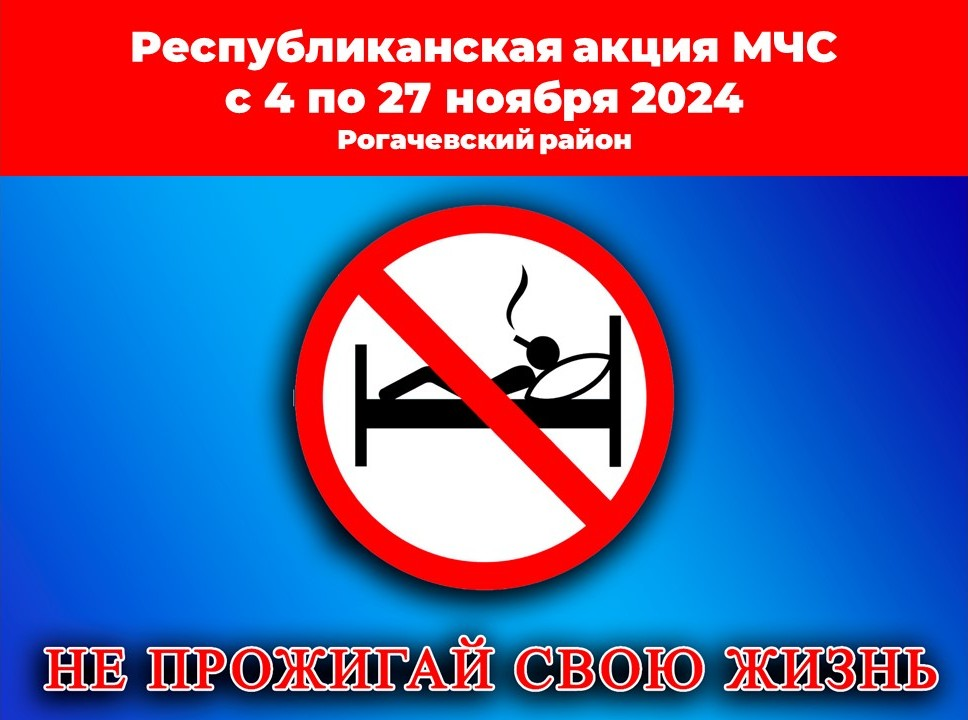 Республиканская акция МЧС
с 4 по 27 ноября 2024
Рогачевский район
НЕ ПРОЖИГАЙ СВОЮ ЖИЗНЬ